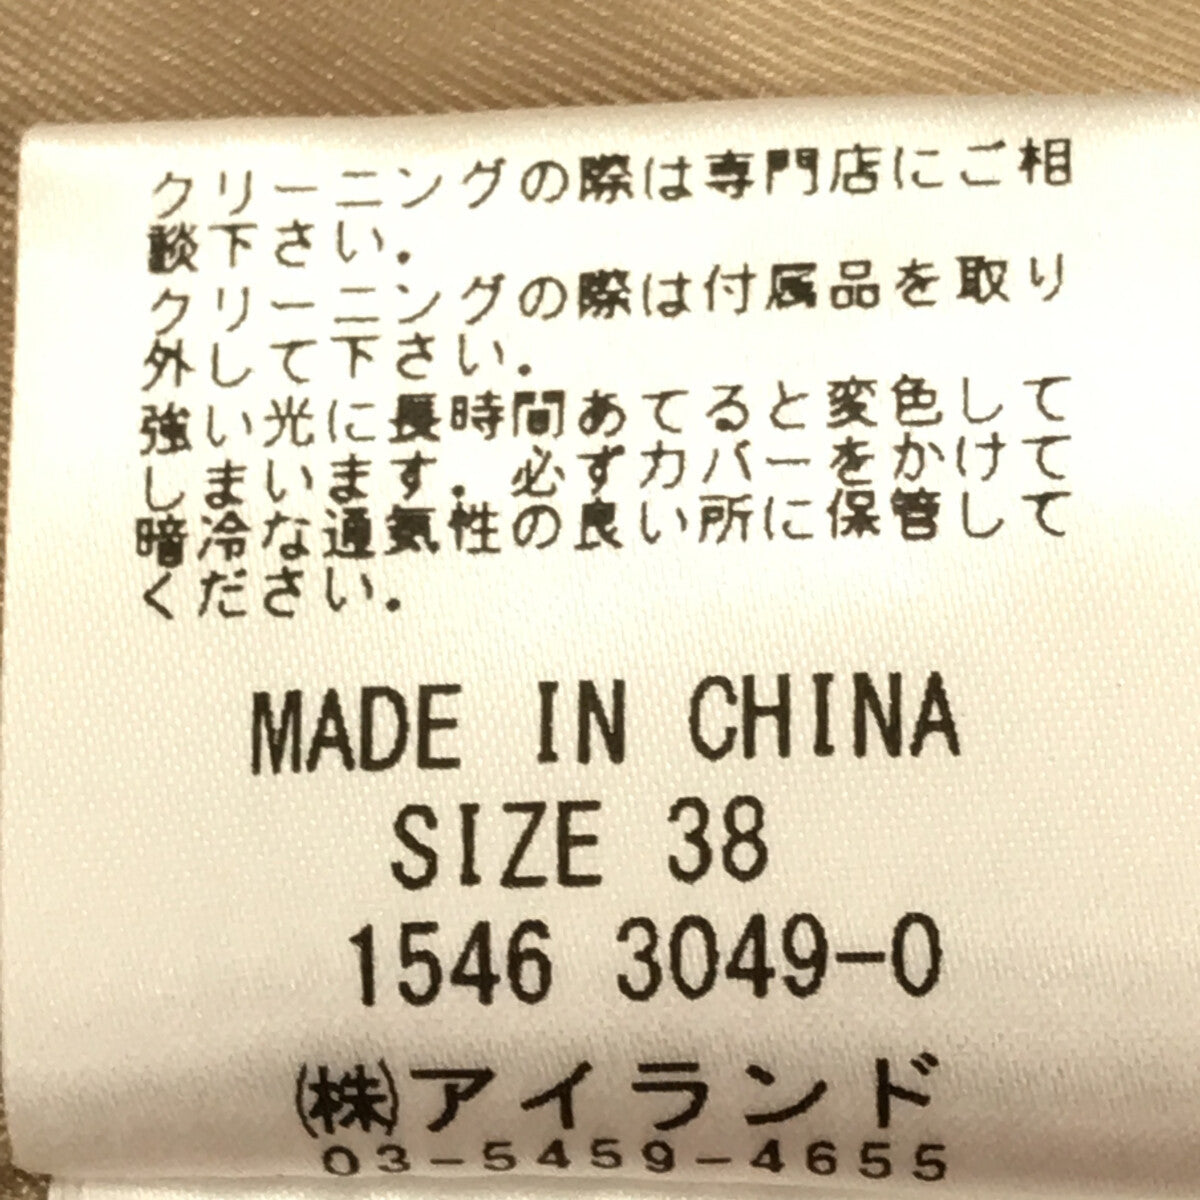 クリーニングの際は専門店にご相
談下さい.
クリーニングの際は付属品を取り
外して下さい.
強い光に長時間あてると変色して
しまいます.必ずカバーをかけて
暗冷な通気性の良い所に保管して
ください.
MADE IN CHINA
SIZE 38
1546 3049-0
(株)アイランド
03-5459-4655